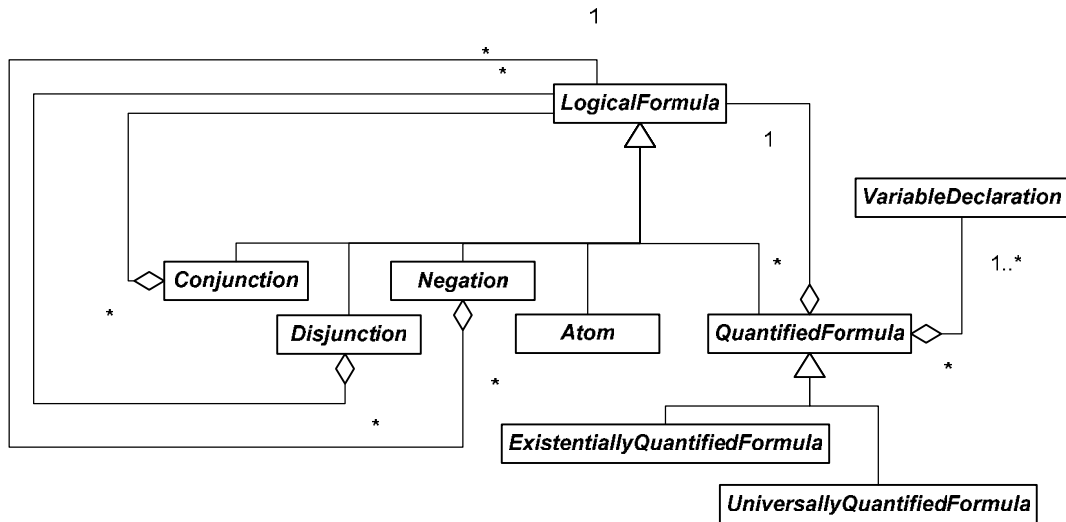 1
*
*
LogicalFormula
1
VariableDeclaration
1..*
*
Conjunction
Negation
*
Disjunction
Atom
QuantifiedFormula
*
*
*
ExistentiallyQuantifiedFormula
UniversallyQuantifiedFormula